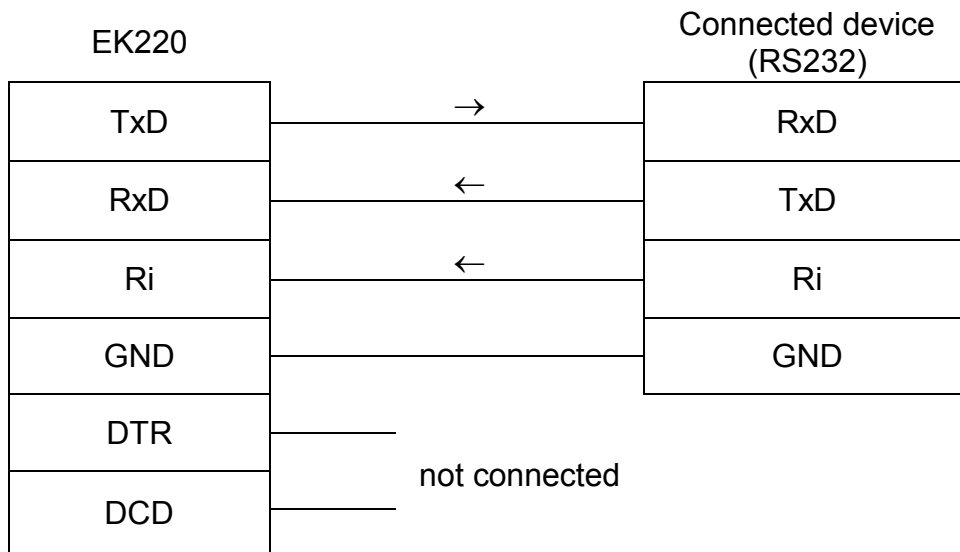 EK220
Connected device
(RS232)
TxD
→
RxD
RxD
←
TxD
Ri
←
Ri
GND
GND
DTR
not connected
DCD